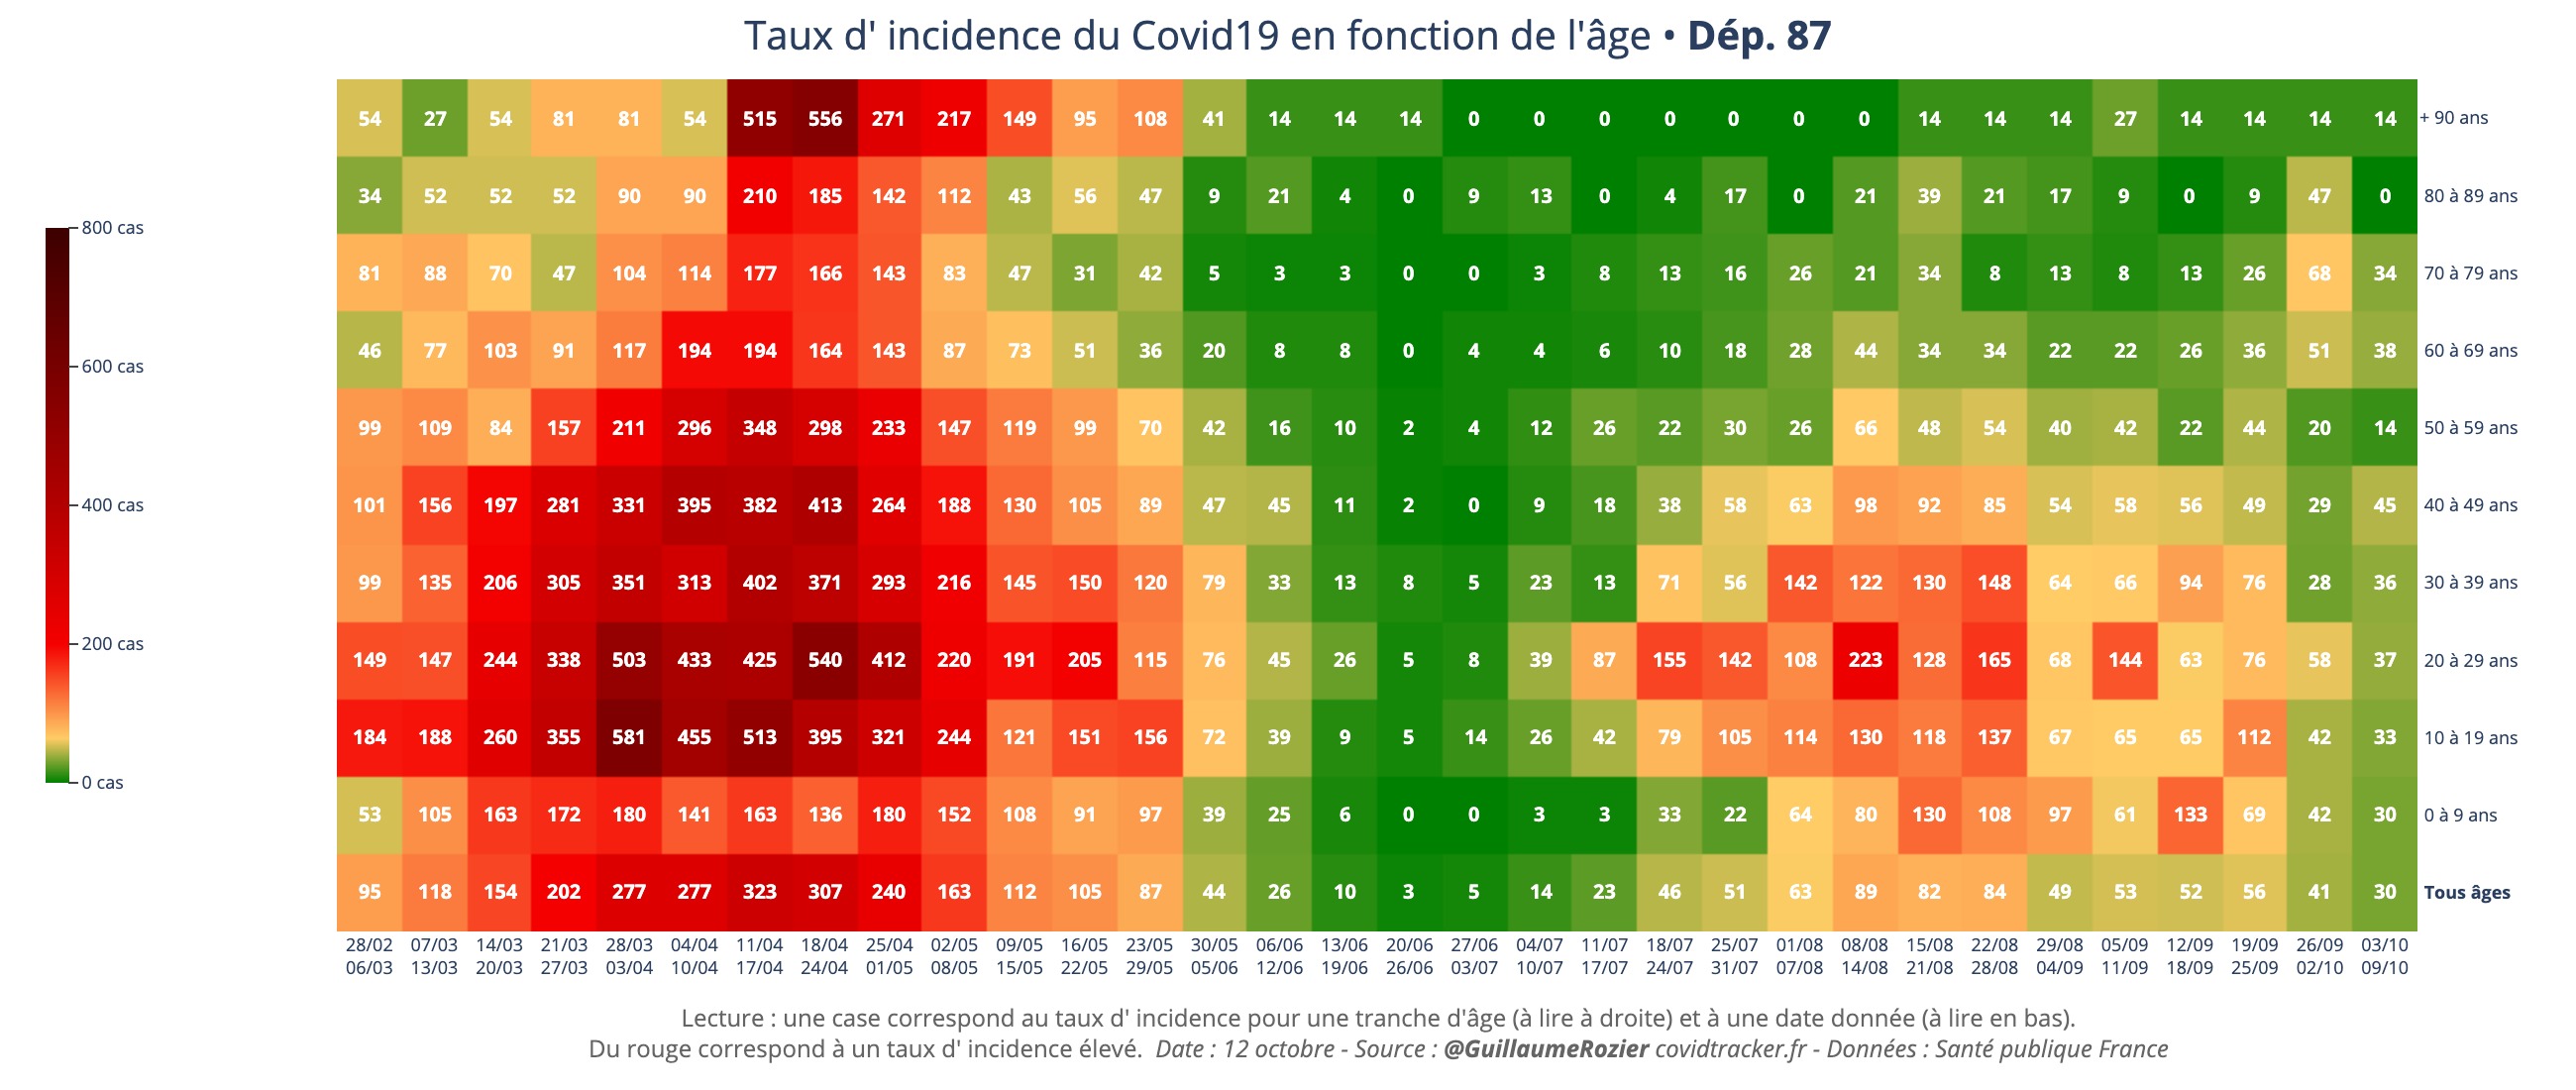 Taux d' incidence du Covid19 en fonction de l'âge • Dép. 87
800 cas
600 cas
400 cas
200 cas
0 cas
54 27 54 81 81 54 515 556 271 217 149 95 108 41 14 14 14 0 0 0 0 0 0 0 14 14 14 27 14 14 14 14 + 90 ans
34 52 52 52 90 90 210 185 142 112 43 56 47 9 21 4 0 9 13 0 4 17 0 21 39 21 17 9 0 9 47 0 80 à 89 ans
81 88 70 47 104 114 177 166 143 83 47 31 42 5 3 3 0 0 3 8 13 16 26 21 34 8 13 8 13 26 68 34 70 à 79 ans
46 77 103 91 117 194 194 164 143 87 73 51 36 20 8 8 0 4 4 6 10 18 28 44 34 34 22 22 26 36 51 38 60 à 69 ans
99 109 84 157 211 296 348 298 233 147 119 99 70 42 16 10 2 4 12 26 22 30 26 66 48 54 40 42 22 44 20 14 50 à 59 ans
101 156 197 281 331 395 382 413 264 188 130 105 89 47 45 11 2 0 9 18 38 58 63 98 92 85 54 58 56 49 29 45 40 à 49 ans
99 135 206 305 351 313 402 371 293 216 145 150 120 79 33 13 8 5 23 13 71 56 142 122 130 148 64 66 94 76 28 36 30 à 39 ans
149 147 244 338 503 433 425 540 412 220 191 205 115 76 45 26 5 8 39 87 155 142 108 223 128 165 68 144 63 76 58 37 20 à 29 ans
184 188 260 355 581 455 513 395 321 244 121 151 156 72 39 9 5 14 26 42 79 105 114 130 118 137 67 65 65 112 42 33 10 à 19 ans
53 105 163 172 180 141 163 136 180 152 108 91 97 39 25 6 0 0 3 3 33 22 64 80 130 108 97 61 133 69 42 30 0 à 9 ans
95 118 154 202 277 277 323 307 240 163 112 105 87 44 26 10 3 5 14 23 46 51 63 89 82 84 49 53 52 56 41 30 Tous âges
28/02 07/03 14/03 21/03 28/03 04/04 11/04 18/04 25/04 02/05 09/05 16/05 23/05 30/05 06/06 13/06 20/06 27/06 04/07 11/07 18/07 25/07 01/08 08/08 15/08 22/08 29/08 05/09 12/09 19/09 26/09 03/10
06/03 13/03 20/03 27/03 03/04 10/04 17/04 24/04 01/05 08/05 15/05 22/05 29/05 05/06 12/06 19/06 26/06 03/07 10/07 17/07 24/07 31/07 07/08 14/08 21/08 28/08 04/09 11/09 18/09 25/09 02/10 09/10
Lecture : une case correspond au taux d' incidence pour une tranche d'âge (à lire à droite) et à une date donnée (à lire en bas).
Du rouge correspond à un taux d' incidence élevé. Date : 12 octobre - Source : @GuillaumeRozier covidtracker.fr - Données : Santé publique France